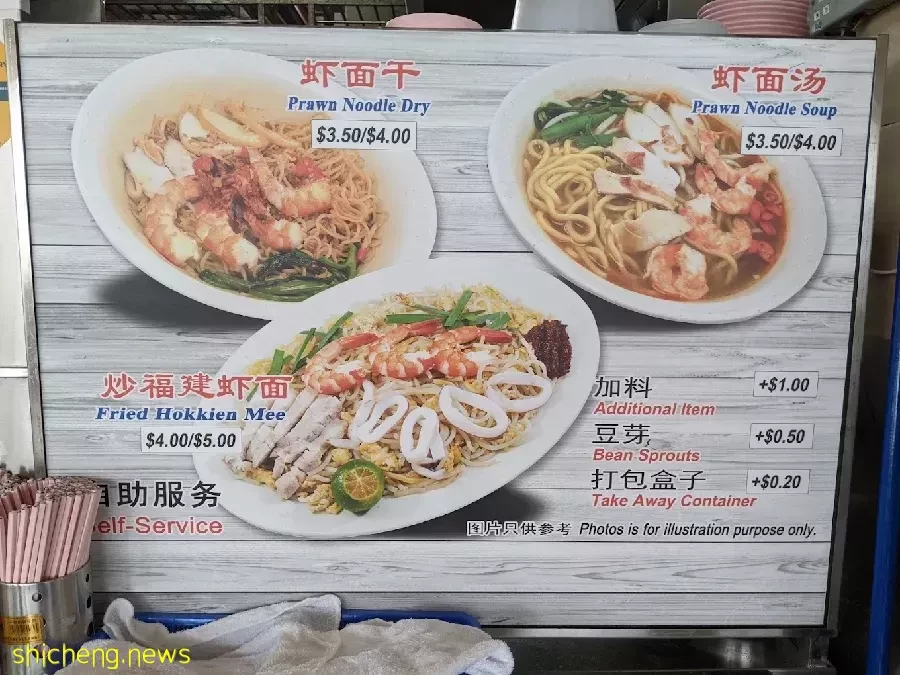 虾面干
Prawn Noodle Dry
$3.50/$4.00
虾面汤
Prawn Noodle Soup
$3.50/$4.00
炒福建虾面
Fried Hokkien Mee
$4.00/$5.00
加料 +$1.00
Additional Item
豆芽 +$0.50
Bean Sprouts
打包盒子 +$0.20
Take Away Container
自助服务
Self-Service
图片只供参考 Photos is for illustration purpose only.
shicheng.news